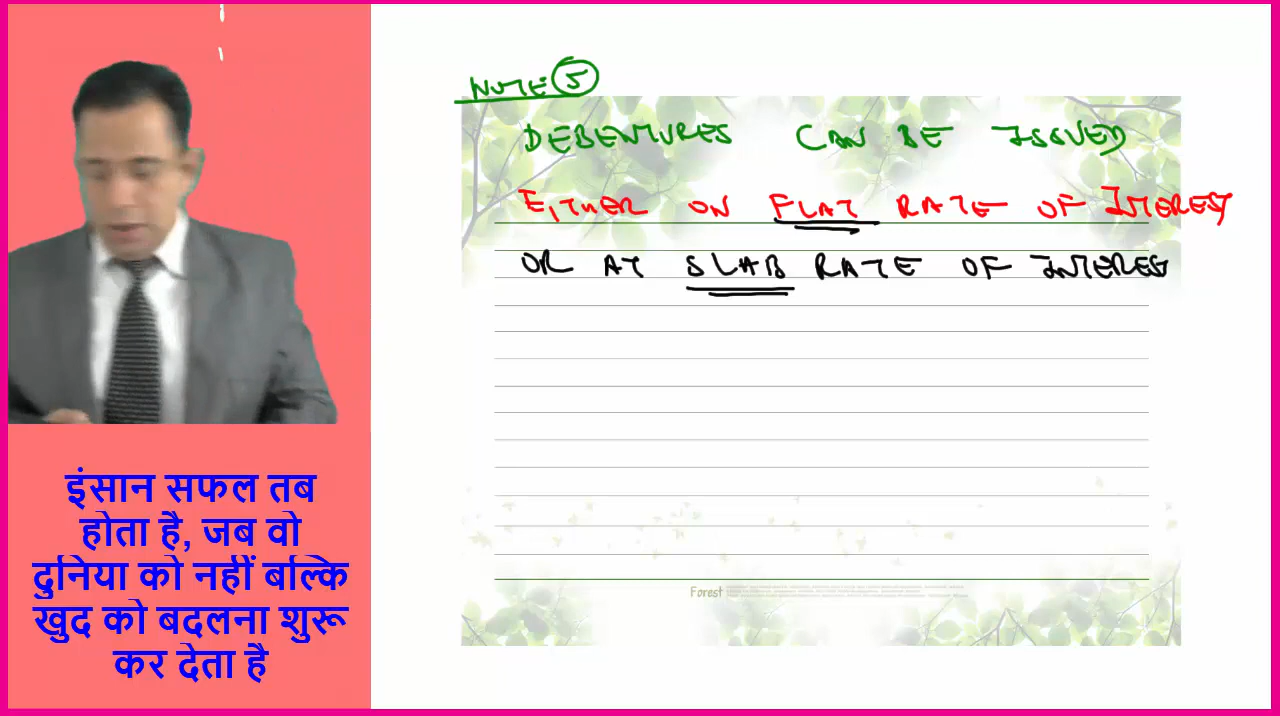 NOTE 5
DEBENTURES CAN BE ISSUED
EITHER ON FLAT RATE OF INTEREST
OR AT SLAB RATE OF INTEREST
Forest
इंसान सफल तब
होता है, जब वो
दुनिया को नहीं बल्कि
खुद को बदलना शुरू
कर देता है